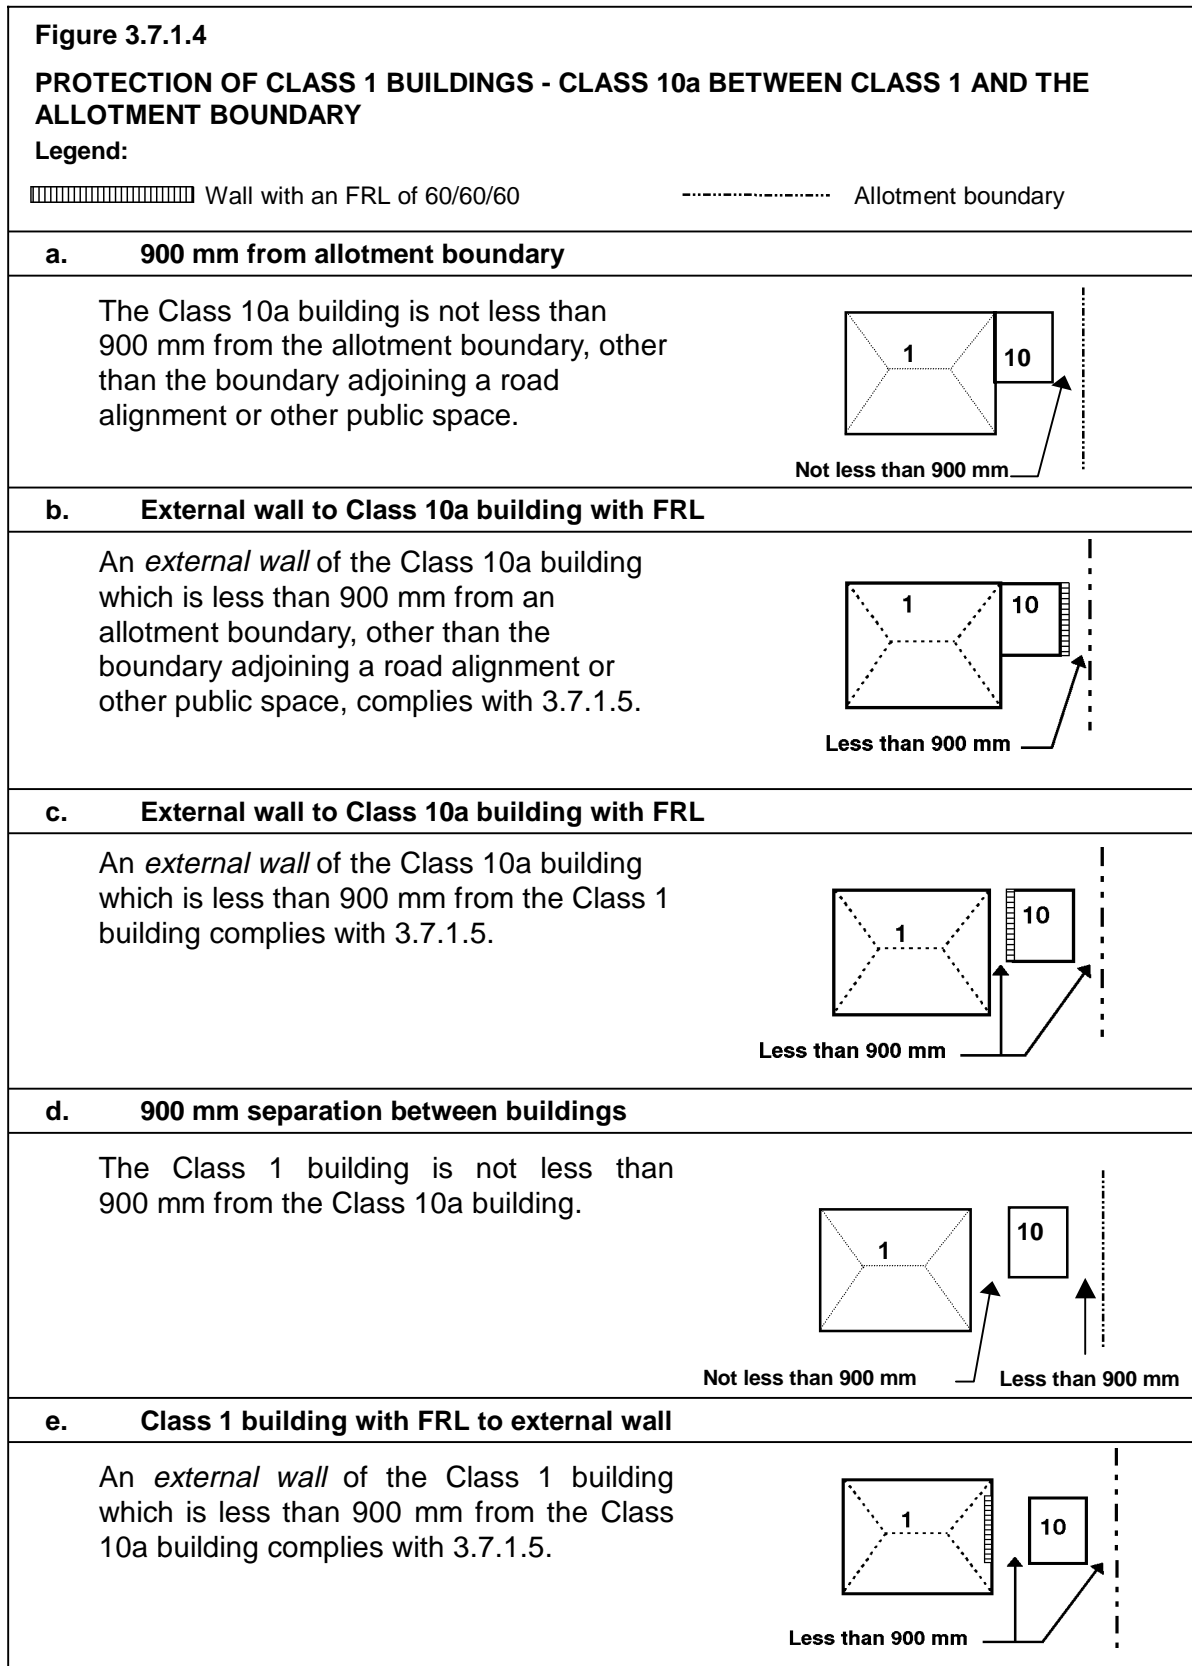 Figure 3.7.1.4
PROTECTION OF CLASS 1 BUILDINGS - CLASS 10a BETWEEN CLASS 1 AND THE
ALLOTMENT BOUNDARY
Legend:
Wall with an FRL of 60/60/60
Allotment boundary
a. 900 mm from allotment boundary
The Class 10a building is not less than
900 mm from the allotment boundary, other
than the boundary adjoining a road
alignment or other public space.
1
10
Not less than 900 mm
b. External wall to Class 10a building with FRL
An external wall of the Class 10a building
which is less than 900 mm from an
allotment boundary, other than the
boundary adjoining a road alignment or
other public space, complies with 3.7.1.5.
1
10
Less than 900 mm
c. External wall to Class 10a building with FRL
An external wall of the Class 10a building
which is less than 900 mm from the Class 1
building complies with 3.7.1.5.
1
10
Less than 900 mm
d. 900 mm separation between buildings
The Class 1 building is not less than
900 mm from the Class 10a building.
1
10
Not less than 900 mm
Less than 900 mm
e. Class 1 building with FRL to external wall
An external wall of the Class 1 building
which is less than 900 mm from the Class
10a building complies with 3.7.1.5.
1
10
Less than 900 mm